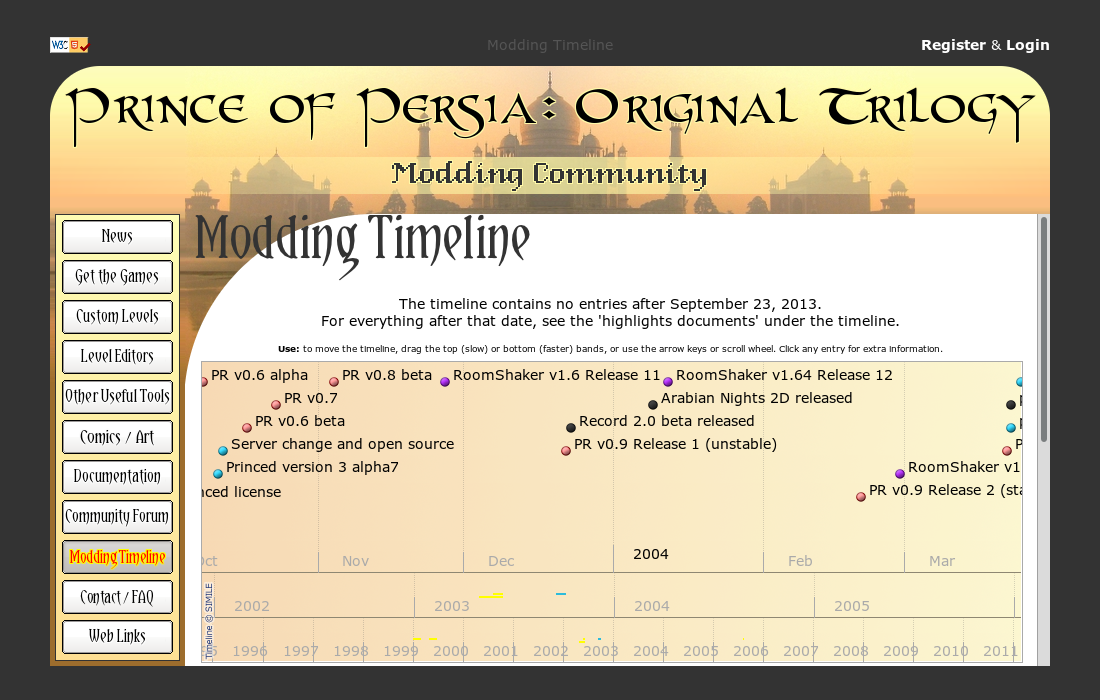 W3C
Modding Timeline
Register & Login
Prince of Persia: Original Trilogy
Modding Community
News
Get the Games
Custom Levels
Level Editors
Other Useful Tools
Comics / Art
Documentation
Community Forum
Modding Timeline
Contact / FAQ
Web Links
Modding Timeline
The timeline contains no entries after September 23, 2013.
For everything after that date, see the 'highlights documents' under the timeline.
Use: to move the timeline, drag the top (slow) or bottom (faster) bands, or use the arrow keys or scroll wheel. Click any entry for extra information.
PR v0.6 alpha PR v0.8 beta RoomShaker v1.6 Release 11 RoomShaker v1.64 Release 12
PR v0.7 Arabian Nights 2D released
PR v0.6 beta Record 2.0 beta released
Server change and open source PR v0.9 Release 1 (unstable)
Princed version 3 alpha7 RoomShaker v1
license PR v0.9 Release 2
Oct Nov Dec 2004 Feb Mar
2002 2003 2004 2005
1996 1997 1998 1999 2000 2001 2002 2003 2004 2005 2006 2007 2008 2009 2010 2011
Timeline © SIMILE